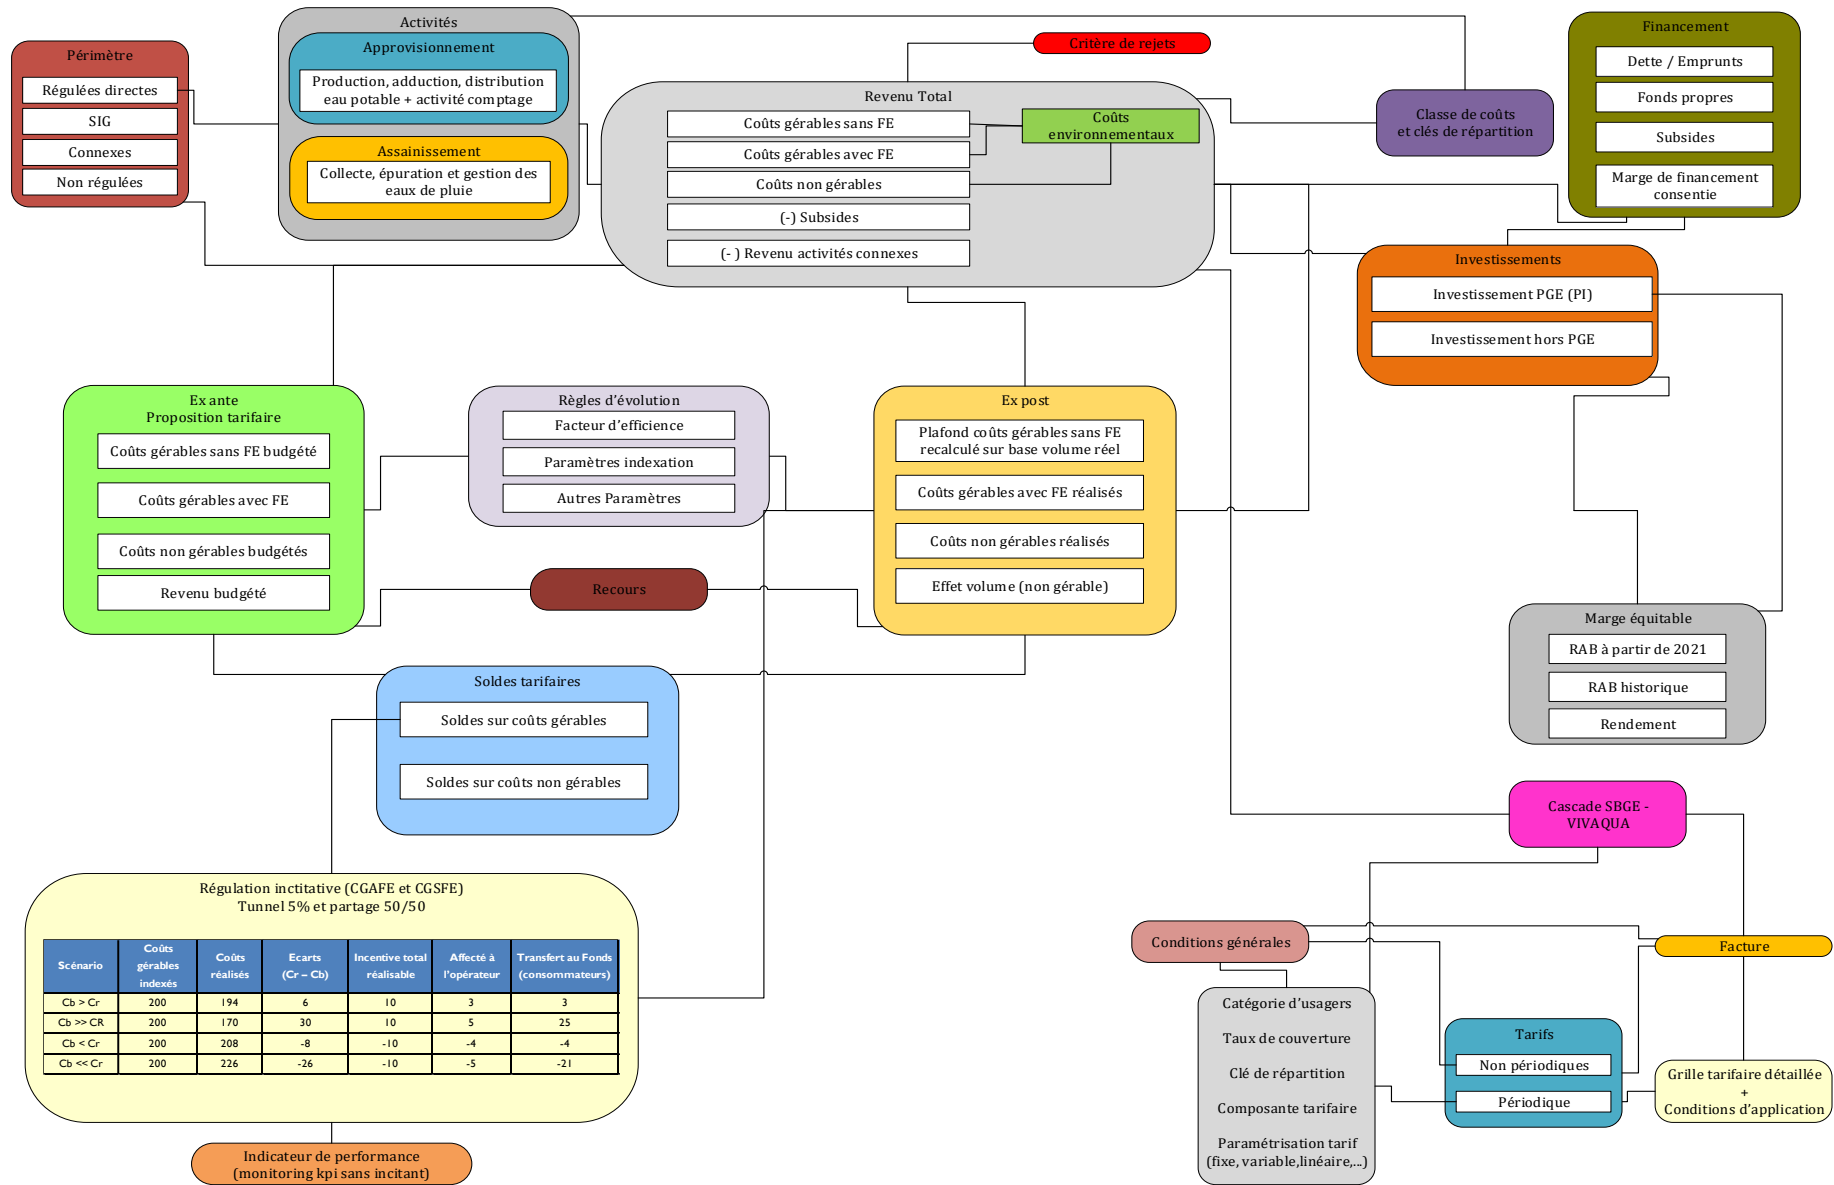 Périmètre
Régulées directes
SIG
Connexes
Non régulées
Activités
Approvisionnement
Production, adduction, distribution
eau potable + activité comptage
Assainissement
Collecte, épuration et gestion des
eaux de pluie
Critère de rejets
Revenu Total
Coûts gérables sans FE
Coûts gérables avec FE
Coûts non gérables
(-) Subsides
(- ) Revenu activités connexes
Coûts
environnementaux
Classe de coûts
et clés de répartition
Financement
Dette / Emprunts
Fonds propres
Subsides
Marge de financement
consentie
Investissements
Investissement PGE (PI)
Investissement hors PGE
Ex ante
Proposition tarifaire
Coûts gérables sans FE budgété
Coûts gérables avec FE
Coûts non gérables budgétés
Revenu budgété
Règles d'évolution
Facteur d'efficience
Paramètres indexation
Autres Paramètres
Ex post
Plafond coûts gérables sans FE
recalculé sur base volume réel
Coûts gérables avec FE réalisés
Coûts non gérables réalisés
Effet volume (non gérable)
Recours
Marge équitable
RAB à partir de 2021
RAB historique
Rendement
Soldes tarifaires
Soldes sur coûts gérables
Soldes sur coûts non gérables
Cascade SBGE -
VIVAQUA
Régulation inctitative (CGAFE et CGSFE)
Tunnel 5% et partage 50/50
Scénario Coûts gérables indexés Coûts réalisés Ecarts (Cr – Cb) Incentive total réalisable Affecté à l'opérateur Transfert au Fonds (consommateurs)
Cb > Cr 200 194 6 10 3 3
Cb >> CR 200 170 30 10 5 25
Cb < Cr 200 208 -8 -10 -4 -4
Cb << Cr 200 226 -26 -10 -5 -21
Indicateur de performance
(monitoring kpi sans incitant)
Conditions générales
Facture
Catégorie d'usagers
Taux de couverture
Clé de répartition
Composante tarifaire
Paramétrisation tarif
(fixe, variable,linéaire,...)
Tarifs
Non périodiques
Périodique
Grille tarifaire détaillée
+
Conditions d'application